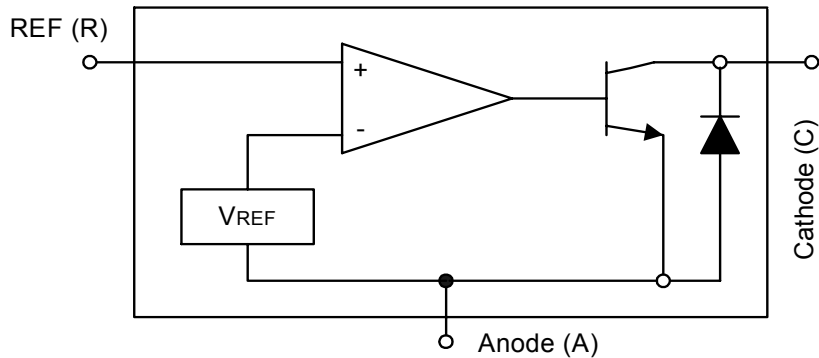 REF (R)
+
-
VREF
Cathode (C)
Anode (A)